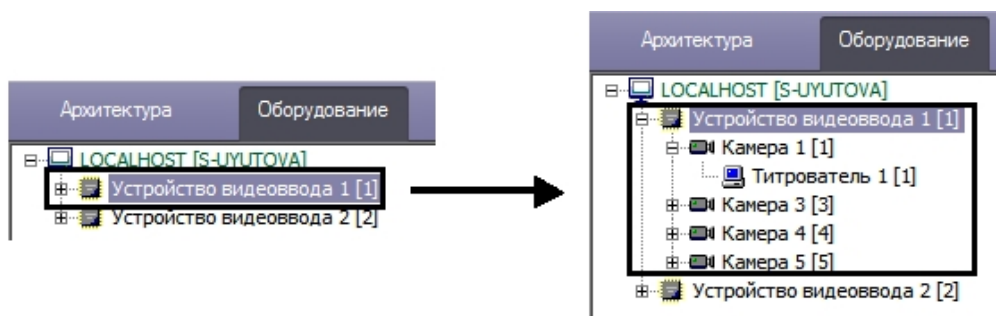 Архитектура Оборудование
LOCALHOST [S-UYUTOVA]
Устройство видеоввода 1 [1]
Устройство видеоввода 2 [2]
Архитектура Оборудование
LOCALHOST [S-UYUTOVA]
Устройство видеоввода 1 [1]
Камера 1 [1]
Титрователь 1 [1]
Камера 3 [3]
Камера 4 [4]
Камера 5 [5]
Устройство видеоввода 2 [2]